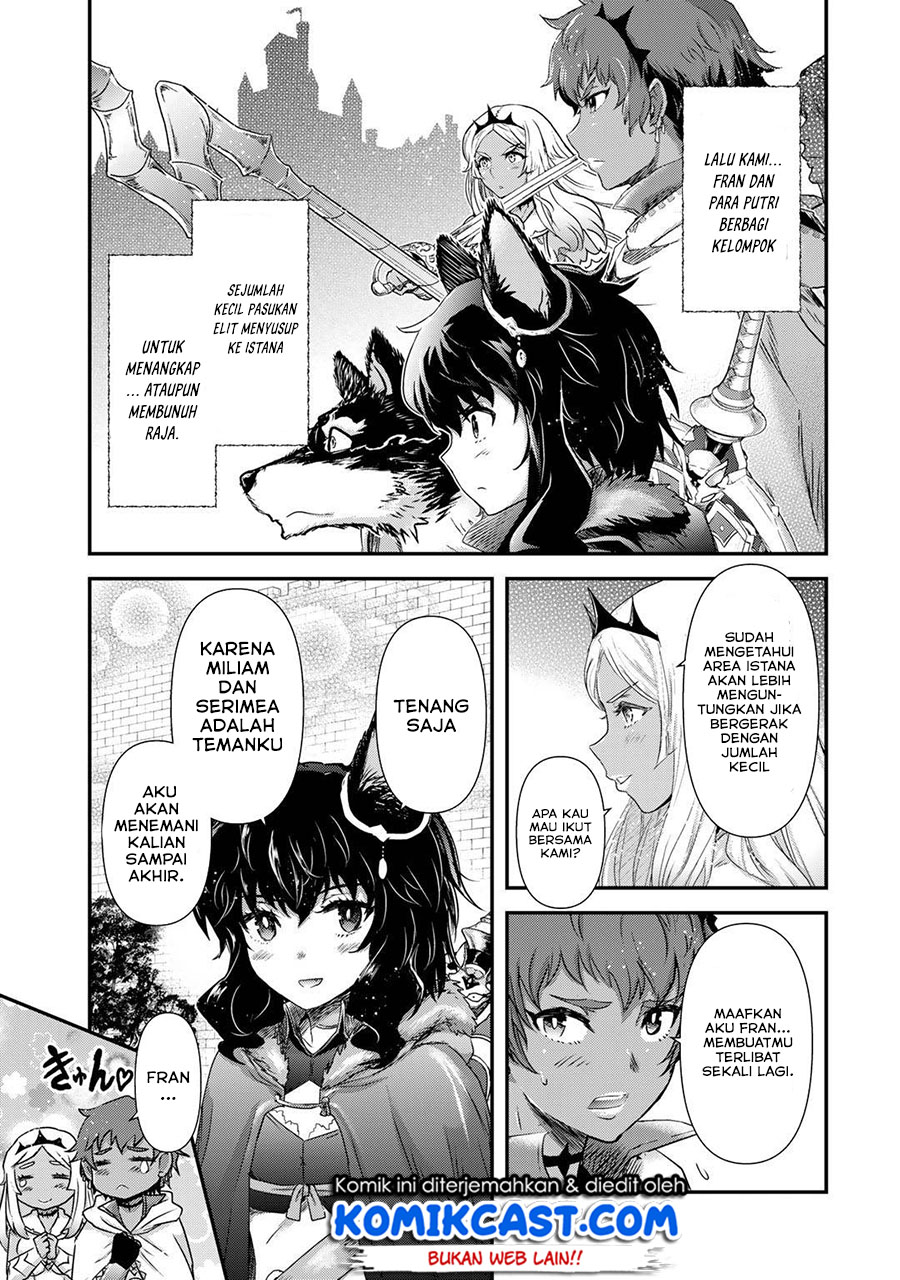 LALU KAMI...
FRAN DAN
PARA PUTRI
BERBAGI
KELOMPOK
SEJUMLAH
KECIL PASUKAN
ELIT MENYUSUP
KE ISTANA
UNTUK
MENANGKAP
... ATAUPUN
MEMBUNUH
RAJA.
SUDAH
MENGETAHUI
AREA ISTANA
AKAN LEBIH
MENGUN-
TUNGKAN JIKA
BERGERAK
DENGAN
JUMLAH
KECIL
APA KAU
MAU IKUT
BERSAMA
KAMI?
MAAFKAN
AKU FRAN...
MEMBUATMU
TERLIBAT
SEKALI LAGI.
TENANG
SAJA
KARENA
MILIAM
DAN
SERIMEA
ADALAH
TEMANKU
AKU
AKAN
MENEMANI
KALIAN
SAMPAI
AKHIR.
FRAN
...
きゅん♡
Komik ini diterjemahkan & diedit oleh
KOMIKCAST.COM
BUKAN WEB LAIN!!